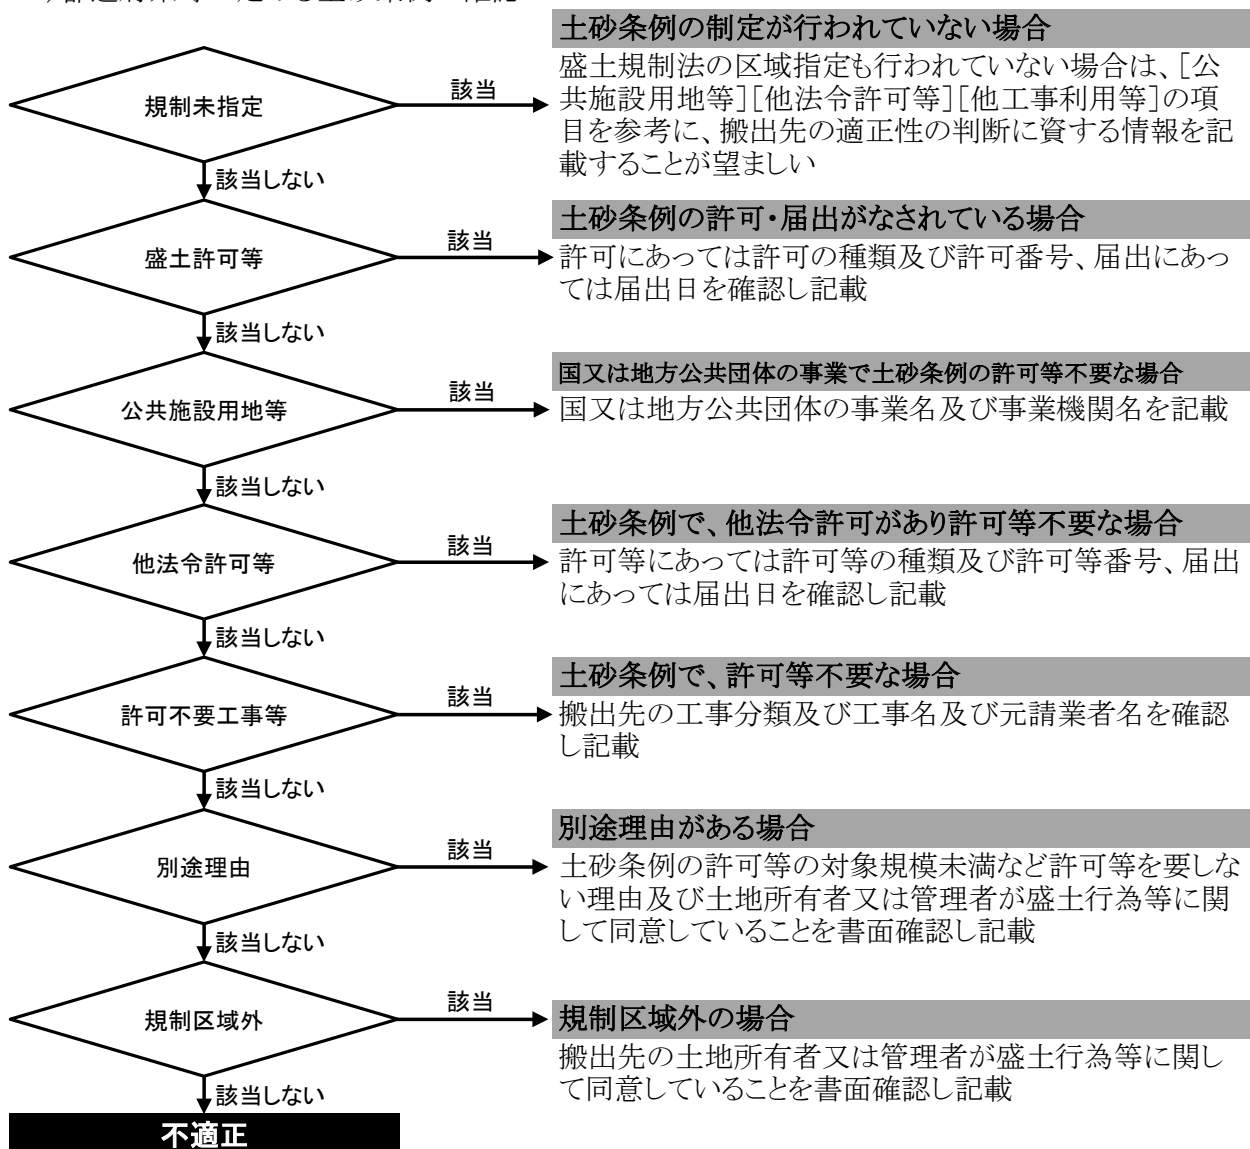 土砂条例の制定が行われていない場合
規制未指定
該当
盛土規制法の区域指定も行われていない場合は、[公
共施設用地等][他法令許可等][他工事利用等]の項
目を参考に、搬出先の適正性の判断に資する情報を記
載することが望ましい
該当しない
土砂条例の許可・届出がなされている場合
盛土許可等
該当
許可にあっては許可の種類及び許可番号、届出にあっ
ては届出日を確認し記載
該当しない
国又は地方公共団体の事業で土砂条例の許可等不要な場合
公共施設用地等
該当
国又は地方公共団体の事業名及び事業機関名を記載
該当しない
土砂条例で、他法令許可があり許可等不要な場合
他法令許可等
該当
許可等にあっては許可等の種類及び許可等番号、届出
にあっては届出日を確認し記載
該当しない
土砂条例で、許可等不要な場合
許可不要工事等
該当
搬出先の工事分類及び工事名及び元請業者名を確認
し記載
該当しない
別途理由がある場合
別途理由
該当
土砂条例の許可等の対象規模未満など許可等を要しな
い理由及び土地所有者又は管理者が盛土行為等に関
して同意していることを書面確認し記載
該当しない
規制区域外の場合
規制区域外
該当
搬出先の土地所有者又は管理者が盛土行為等に関し
て同意していることを書面確認し記載
該当しない
不適正